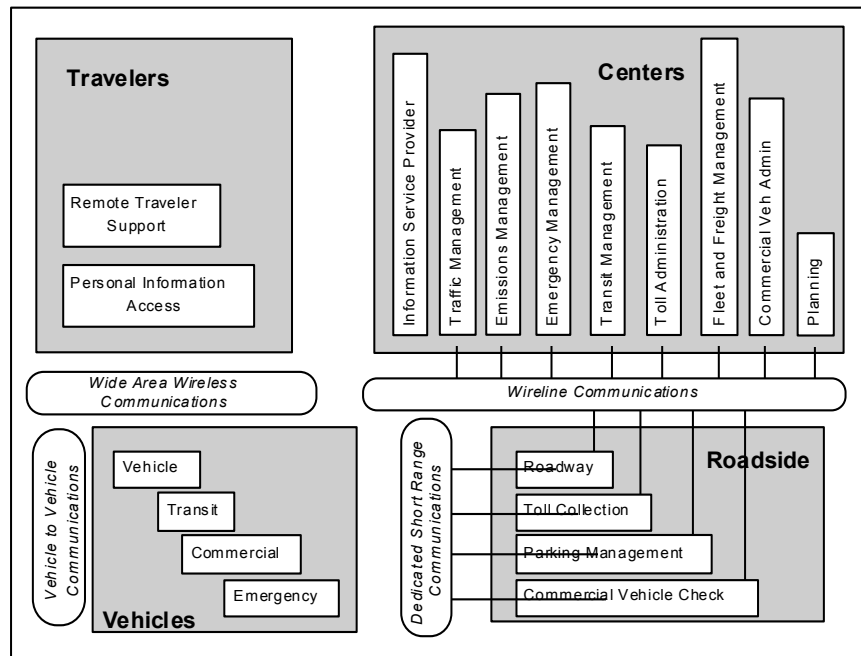 Travelers
Remote Traveler
Support
Personal Information
Access
Centers
Information Service Provider
Traffic Management
Emissions Management
Emergency Management
Transit Management
Toll Administration
Fleet and Freight Management
Commercial Veh Admin
Planning
Wide Area Wireless
Communications
Wireline Communications
Vehicle to Vehicle
Communications
Vehicle
Transit
Commercial
Emergency
Vehicles
Dedicated Short Range
Communications
Roadside
Roadway
Toll Collection
Parking Management
Commercial Vehicle Check